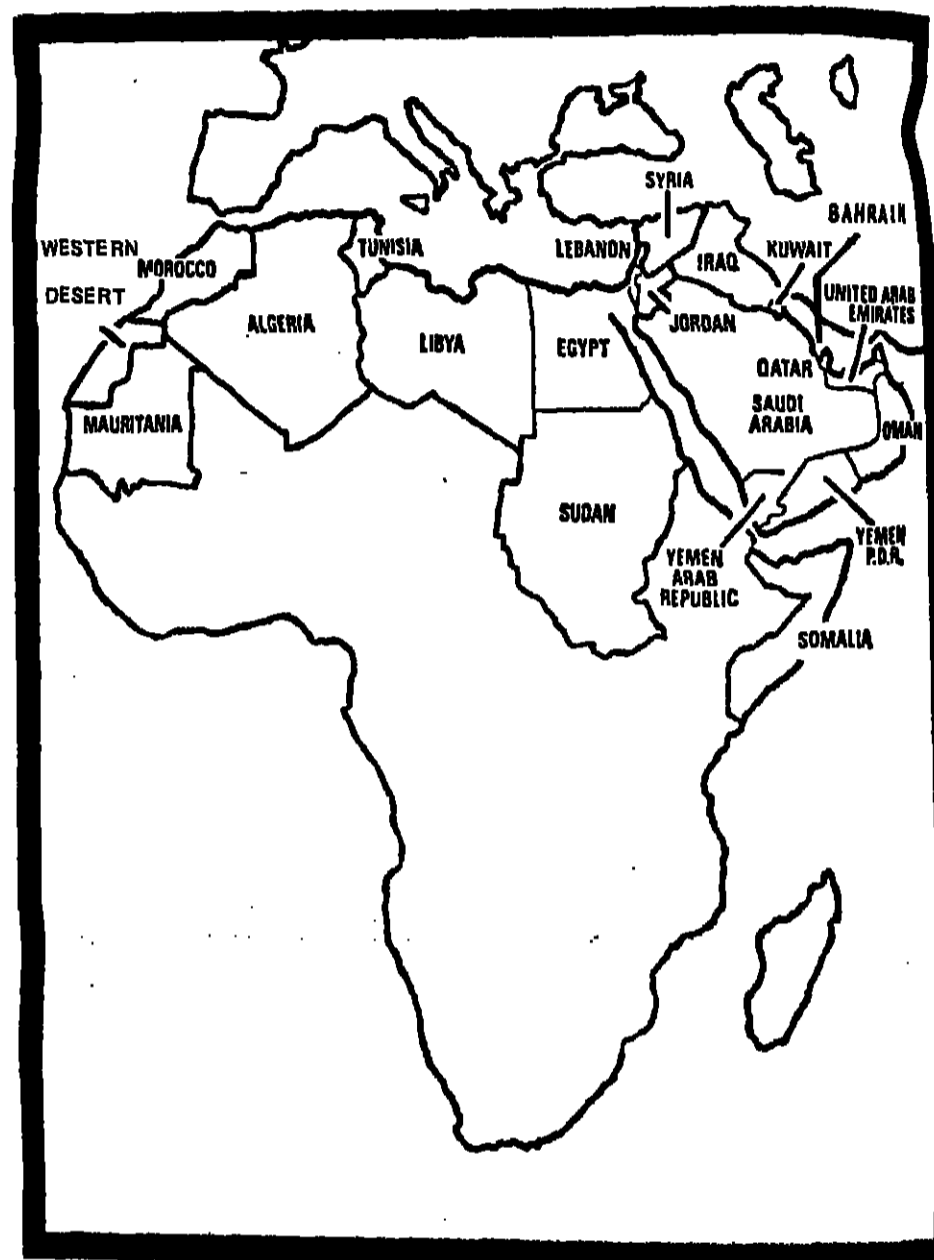 SYRIA
BAHRAIN
WESTERN
DESERT
MOROCCO
TUNISIA
LEBANON
IRAQ
KUWAIT
UNITED ARAB
EMIRATES
ALGERIA
LIBYA
EGYPT
JORDAN
QATAR
SAUDI
ARABIA
MAURITANIA
OMAN
SUDAN
YEMEN
ARAB
REPUBLIC
YEMEN
P.D.R.
SOMALIA